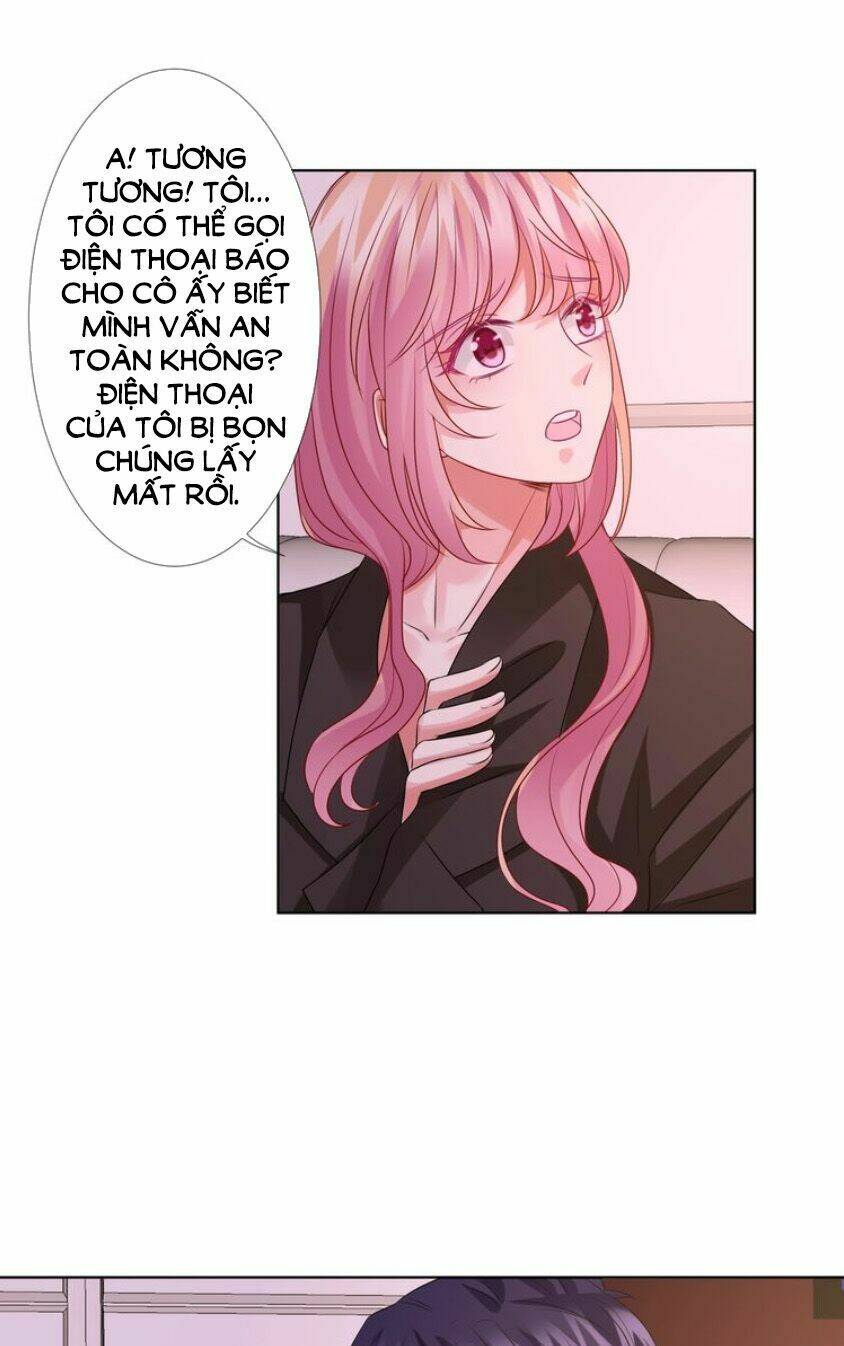 A! TƯƠNG
TƯƠNG! TÔI...
TÔI CÓ THỂ GỌI
ĐIỆN THOẠI BÁO
CHO CÔ ẤY BIẾT
MÌNH VẤN AN
TOÀN KHÔNG?
ĐIỆN THOẠI
CỦA TÔI BỊ BỌN
CHÚNG LẤY
MẤT RỒI.